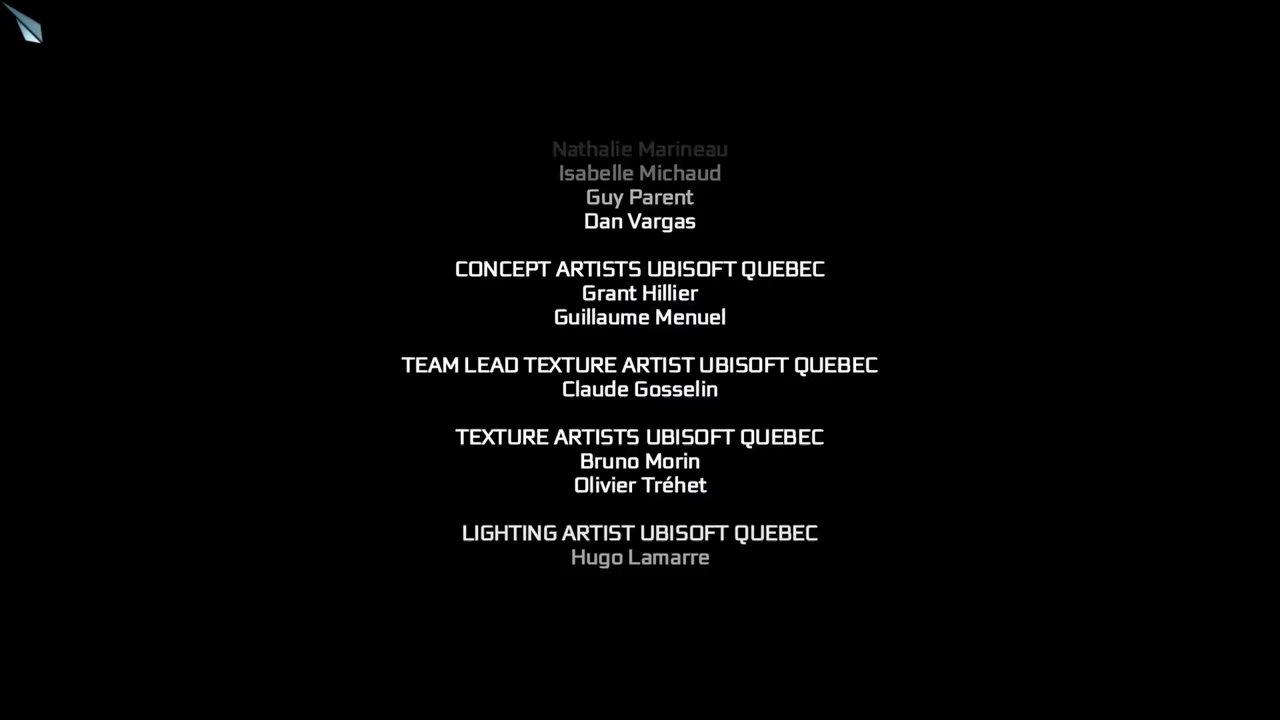 Nathalie Marineau
Isabelle Michaud
Guy Parent
Dan Vargas
CONCEPT ARTISTS UBISOFT QUEBEC
Grant Hillier
Guillaume Menuel
TEAM LEAD TEXTURE ARTIST UBISOFT QUEBEC
Claude Gosselin
TEXTURE ARTISTS UBISOFT QUEBEC
Bruno Morin
Olivier Tréhet
LIGHTING ARTIST UBISOFT QUEBEC
Hugo Lamarre